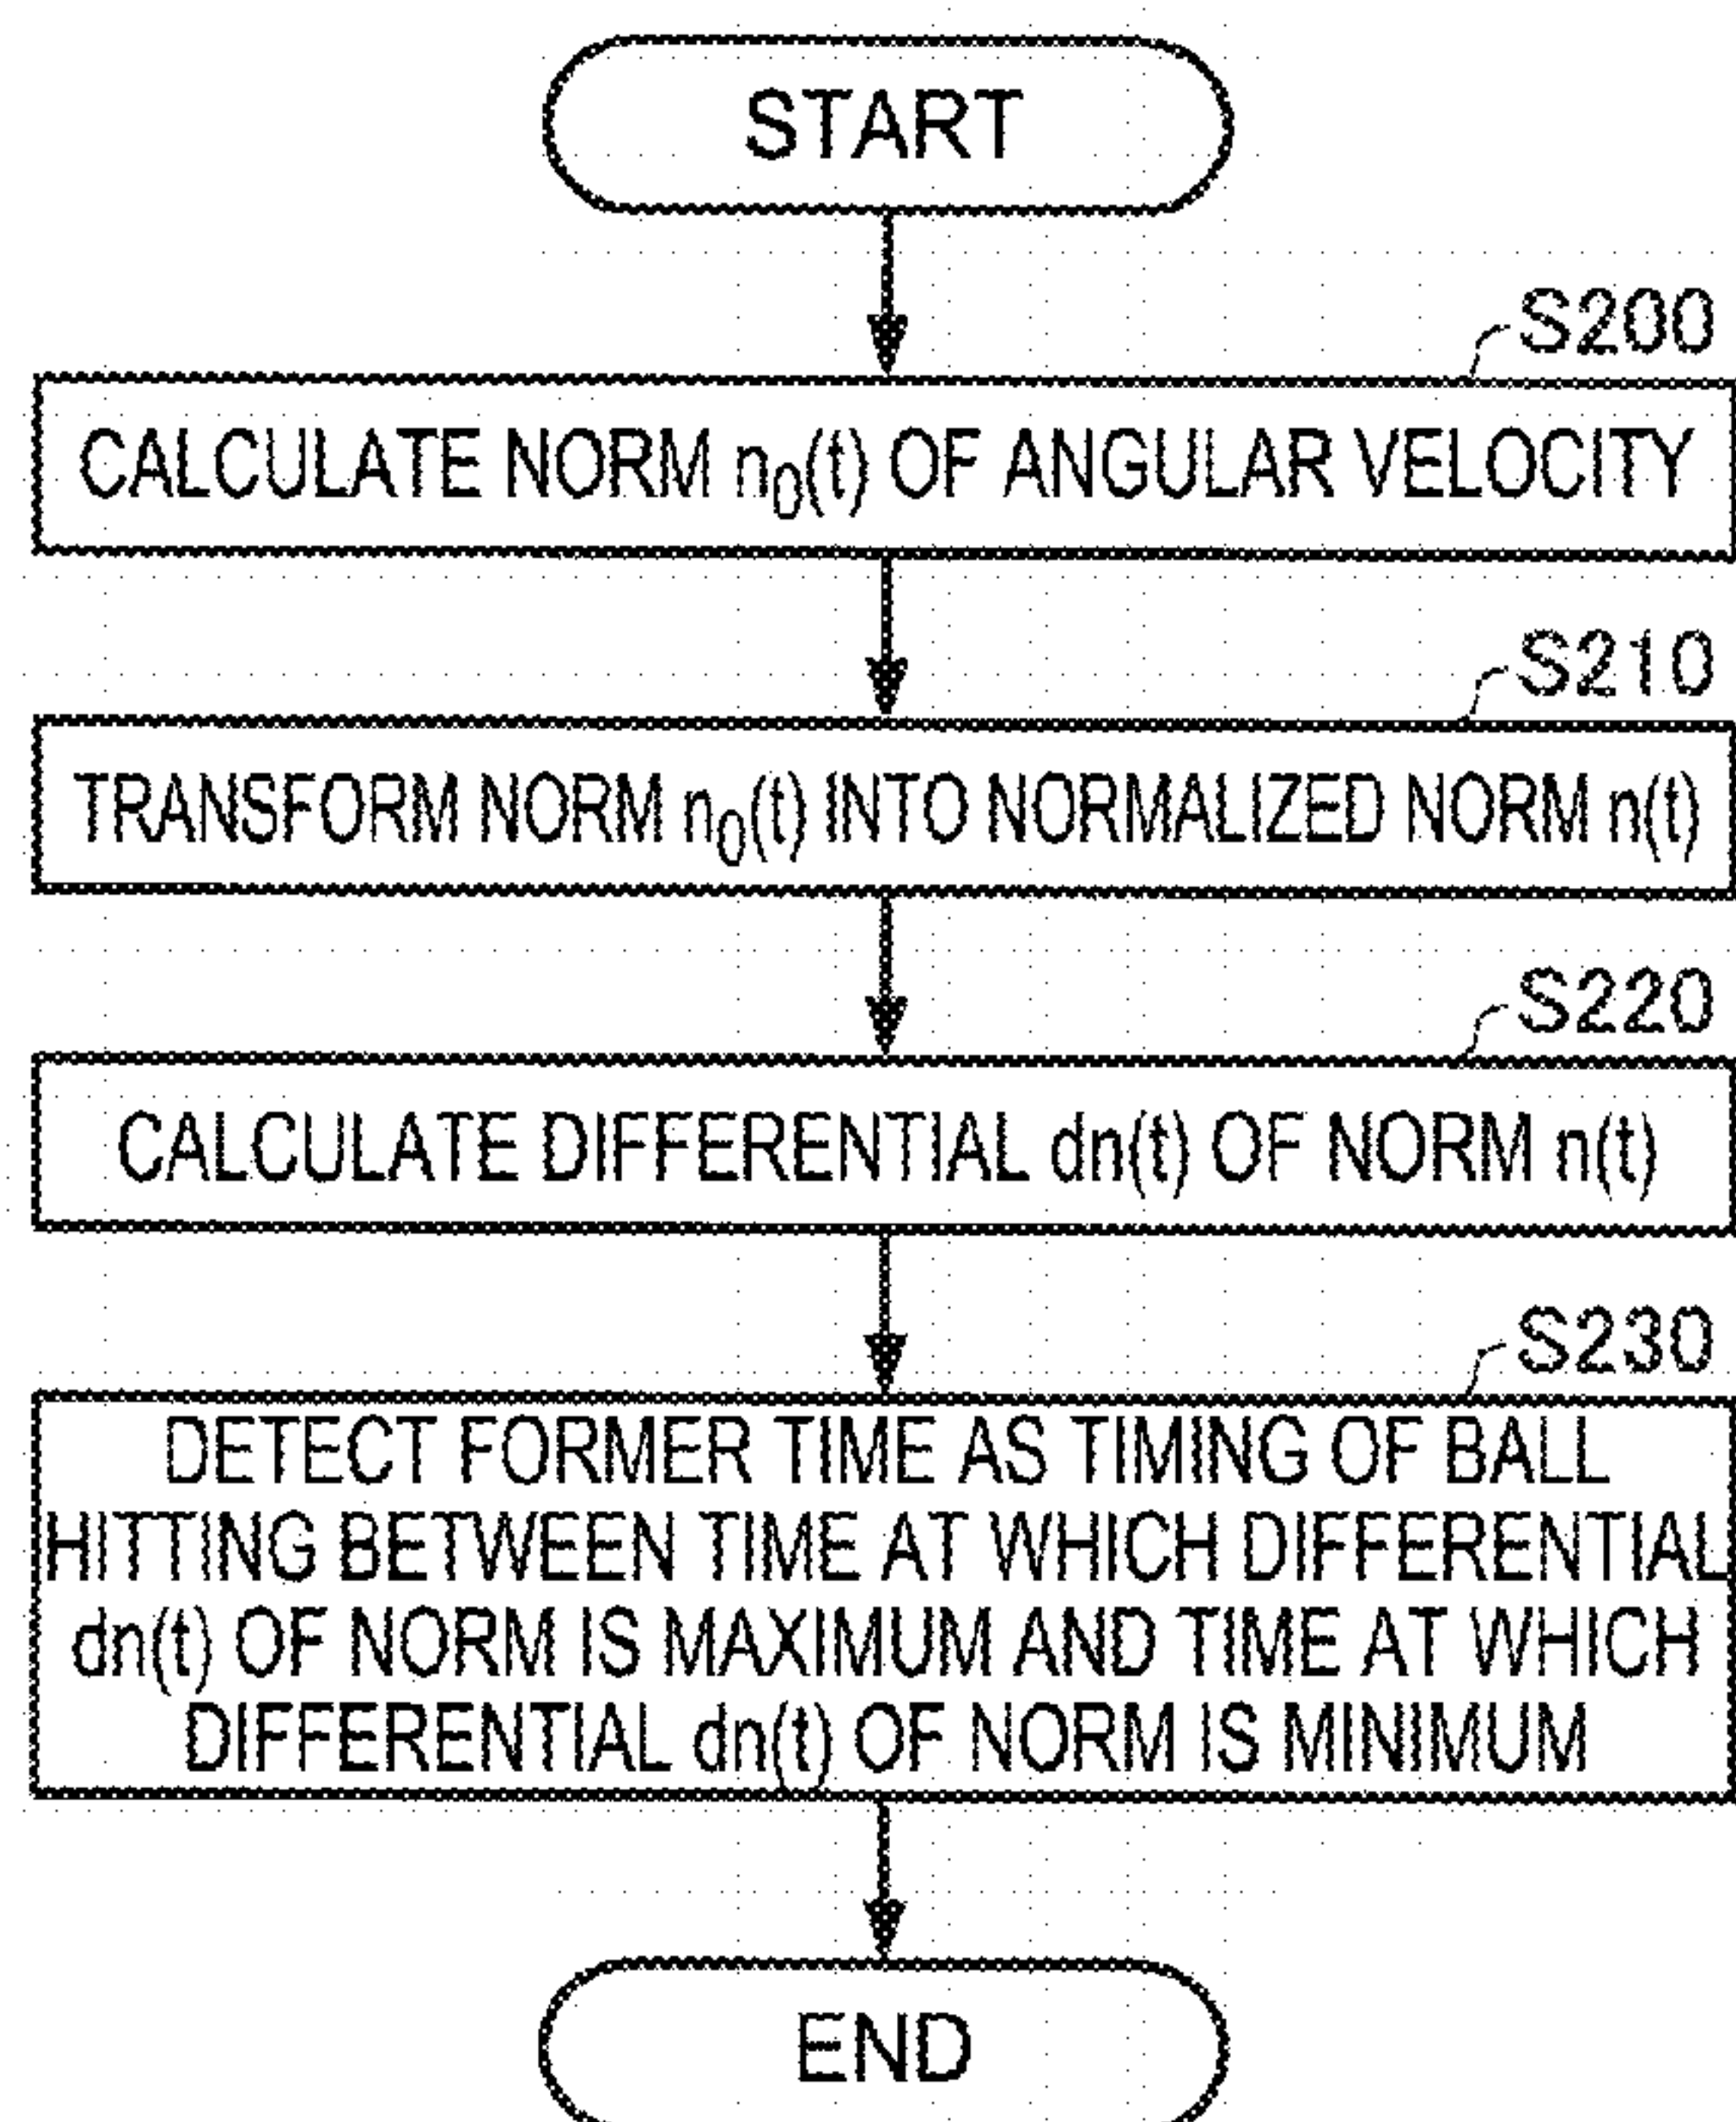 START
S200
CALCULATE NORM n₀(t) OF ANGULAR VELOCITY
S210
TRANSFORM NORM n₀(t) INTO NORMALIZED NORM n(t)
S220
CALCULATE DIFFERENTIAL dn(t) OF NORM n(t)
S230
DETECT FORMER TIME AS TIMING OF BALL
HITTING BETWEEN TIME AT WHICH DIFFERENTIAL
dn(t) OF NORM IS MAXIMUM AND TIME AT WHICH
DIFFERENTIAL dn(t) OF NORM IS MINIMUM
END